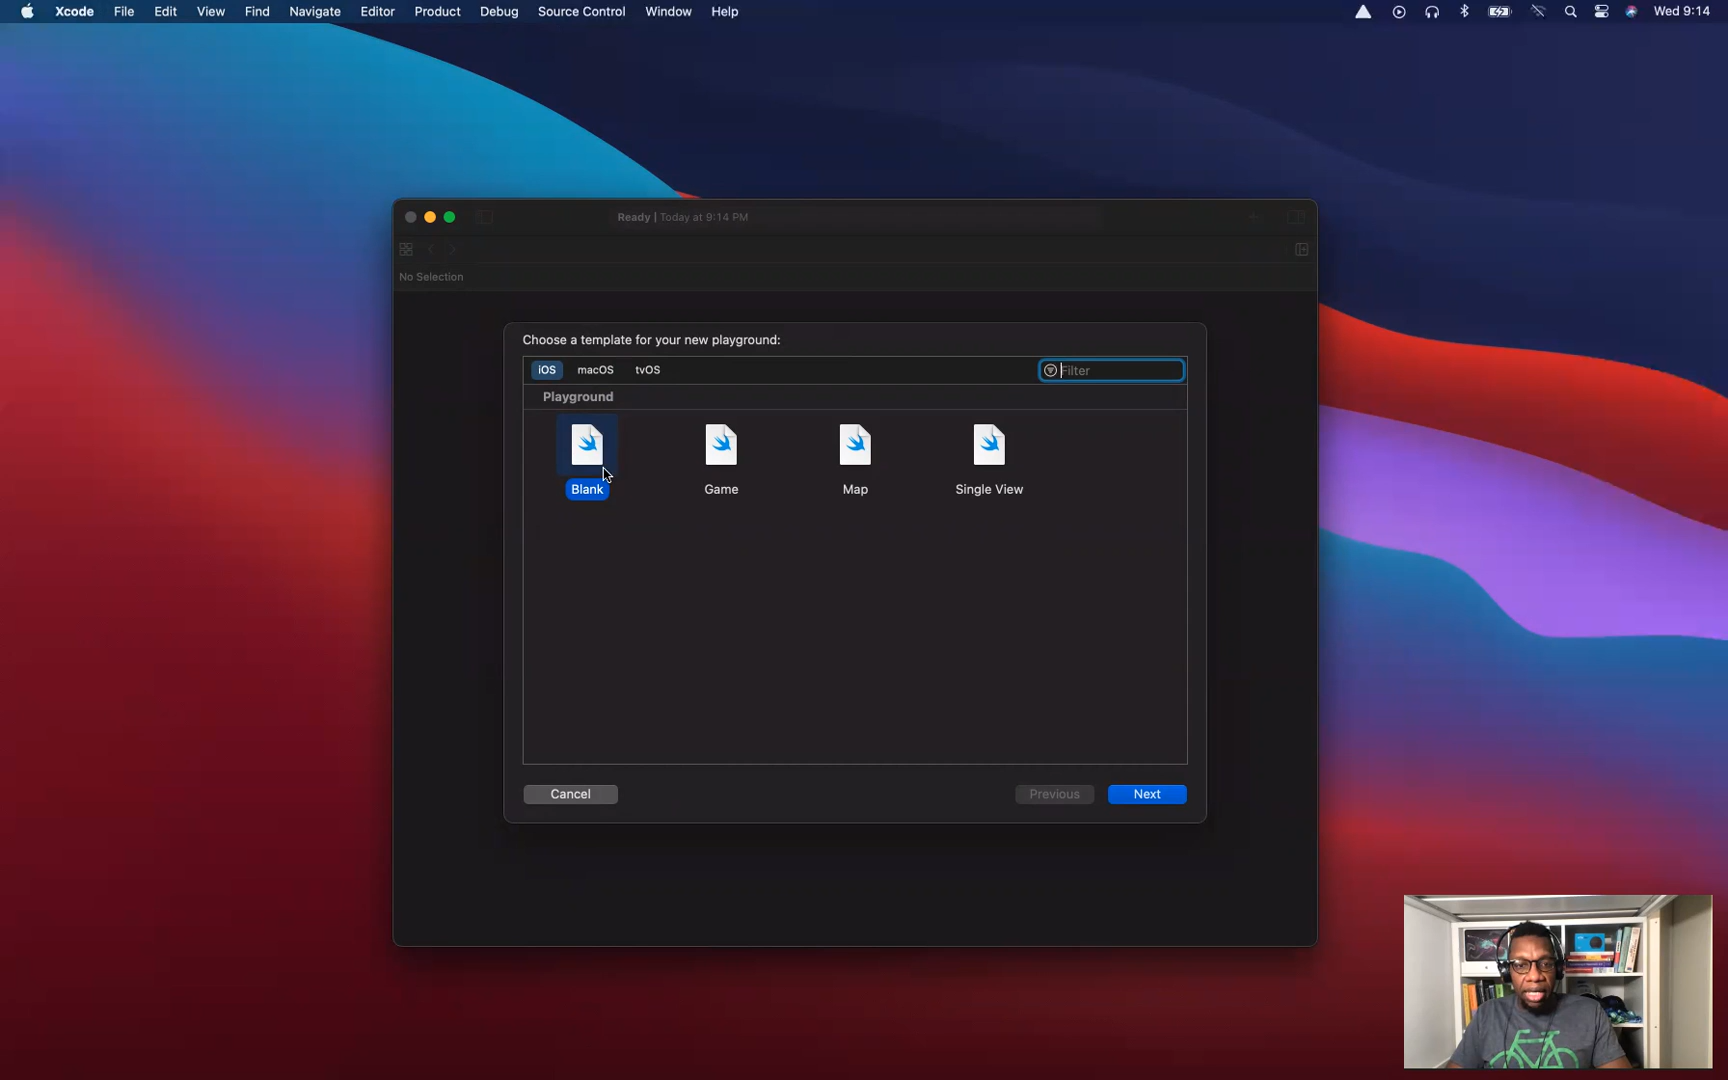 Xcode File Edit View Find Navigate Editor Product Debug Source Control Window Help Wed 9:14
Ready | Today at 9:14 PM
No Selection
Choose a template for your new playground:
iOS macOS tvOS Filter
Playground
Blank Game Map Single View
Cancel Previous Next